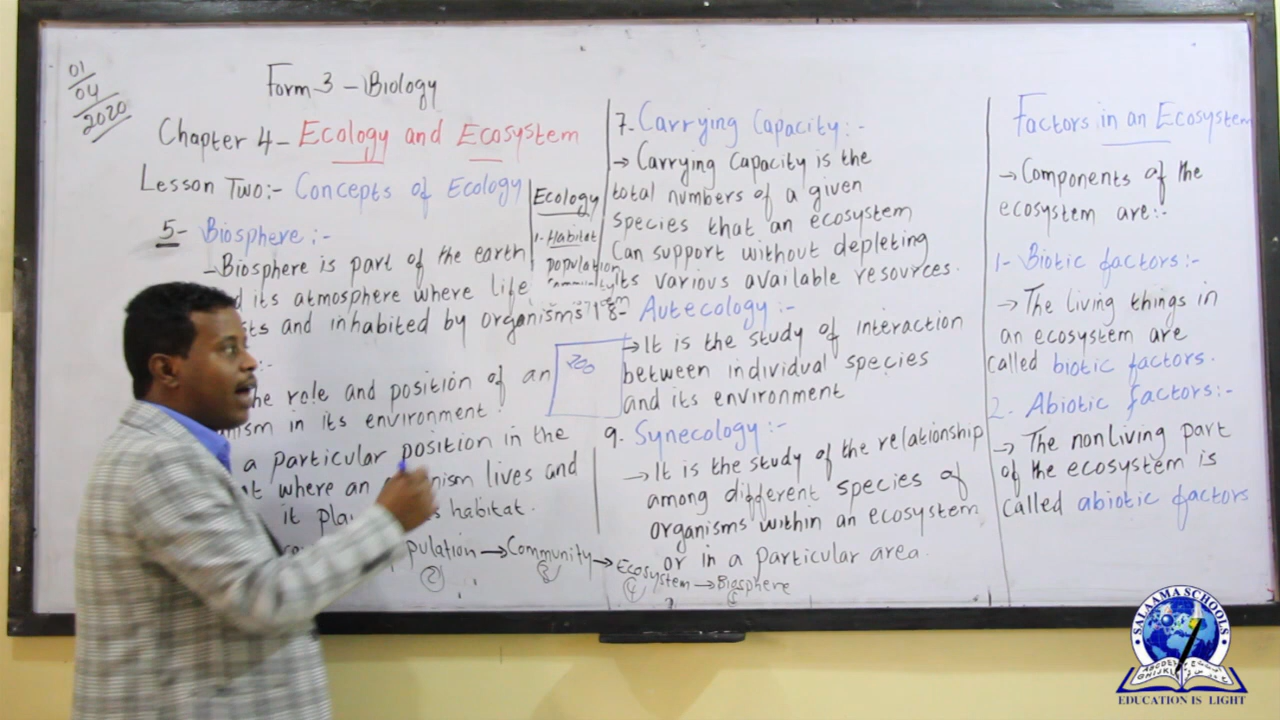 01
04
2020
Form 3 - Biology
Chapter 4 - Ecology and Ecosystem
Lesson Two:- Concepts of Ecology
5- Biosphere:-
- Biosphere is part of the earth
its atmosphere where life
and inhabited by organisms
role and position of an
in its environment.
a particular position in the
where an lives and
it habitat.
→ Community → Ecosystem → Biosphere
② ③ ④
Ecology
1- Habitat
population
200
7. Carrying Capacity:-
→ Carrying Capacity is the
total numbers of a given
species that an ecosystem
Can support without depleting
its various available resources.
8- Autecology:-
→ It is the study of interaction
between individual species
and its environment
9. Synecology:-
→ It is the study of the relationship
among different species of
organisms within an ecosystem
or in a particular area.
Factors in an Ecosystem
→ Components of the
ecosystem are:-
1- Biotic factors:-
→ The living things in
an ecosystem are
called biotic factors.
2. Abiotic factors:-
→ The nonliving part
of the ecosystem is
called abiotic factors
SALAAMA SCHOOLS
ABCDEF
GHIJKL
EDUCATION IS LIGHT